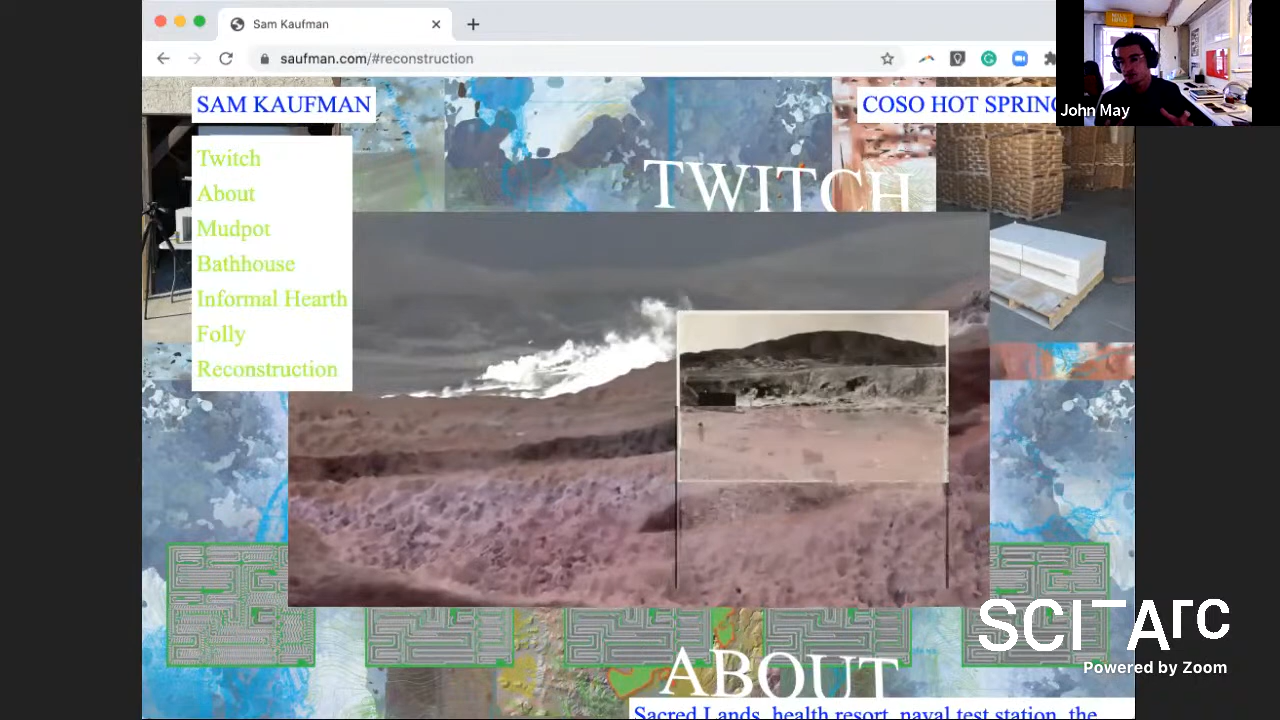 Sam Kaufman
saufman.com/#reconstruction
John May
SAM KAUFMAN
COSO HOT SPRING
Twitch
About
Mudpot
Bathhouse
Informal Hearth
Folly
Reconstruction
TWITCH
SCI-Arc
Powered by Zoom
ABOUT
Sacred Lands, health resort, naval test station, the